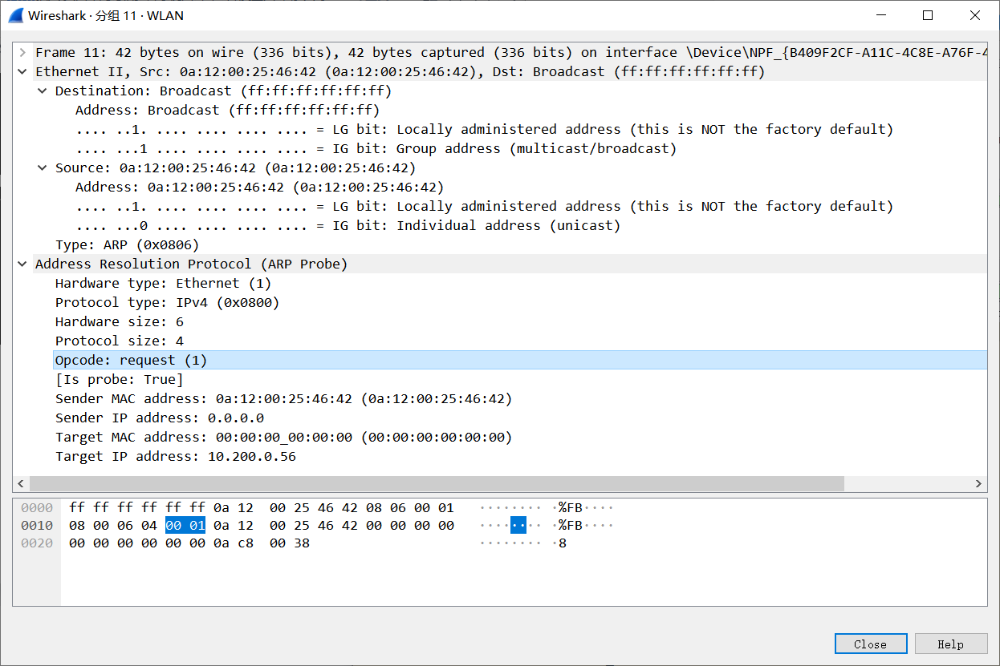 Wireshark · 分组 11 · WLAN
Frame 11: 42 bytes on wire (336 bits), 42 bytes captured (336 bits) on interface \Device\NPF_{B409F2CF-A11C-4C8E-A76F-4
Ethernet II, Src: 0a:12:00:25:46:42 (0a:12:00:25:46:42), Dst: Broadcast (ff:ff:ff:ff:ff:ff)
Destination: Broadcast (ff:ff:ff:ff:ff:ff)
Address: Broadcast (ff:ff:ff:ff:ff:ff)
.... ..1. .... .... .... .... = LG bit: Locally administered address (this is NOT the factory default)
.... ...1 .... .... .... .... = IG bit: Group address (multicast/broadcast)
Source: 0a:12:00:25:46:42 (0a:12:00:25:46:42)
Address: 0a:12:00:25:46:42 (0a:12:00:25:46:42)
.... ..1. .... .... .... .... = LG bit: Locally administered address (this is NOT the factory default)
.... ...0 .... .... .... .... = IG bit: Individual address (unicast)
Type: ARP (0x0806)
Address Resolution Protocol (ARP Probe)
Hardware type: Ethernet (1)
Protocol type: IPv4 (0x0800)
Hardware size: 6
Protocol size: 4
Opcode: request (1)
[Is probe: True]
Sender MAC address: 0a:12:00:25:46:42 (0a:12:00:25:46:42)
Sender IP address: 0.0.0.0
Target MAC address: 00:00:00_00:00:00 (00:00:00:00:00:00)
Target IP address: 10.200.0.56
0000 ff ff ff ff ff ff 0a 12 00 25 46 42 08 06 00 01 ········ ·%FB····
0010 08 00 06 04 00 01 0a 12 00 25 46 42 00 00 00 00 ········ ·%FB····
0020 00 00 00 00 00 00 0a c8 00 38 ········ ·8
Close Help